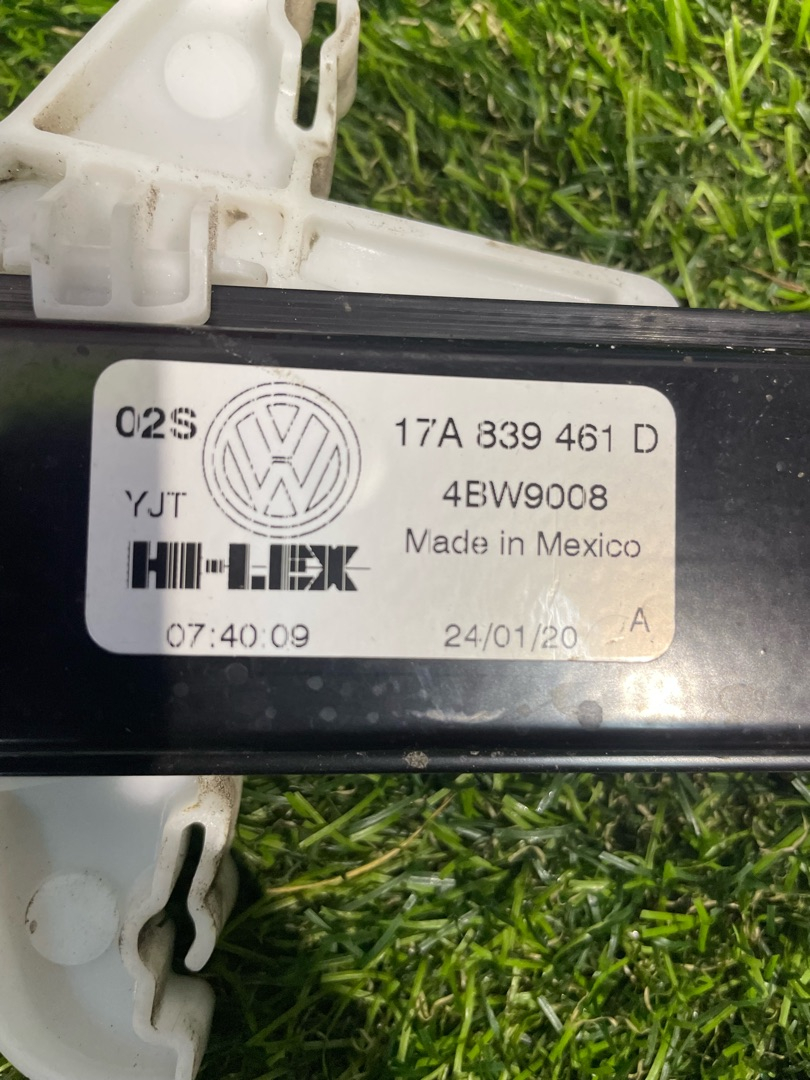 02S
17A 839 461 D
YJT
4BW9008
HI-LEX
Made in Mexico
07:40:09
24/01/20
A